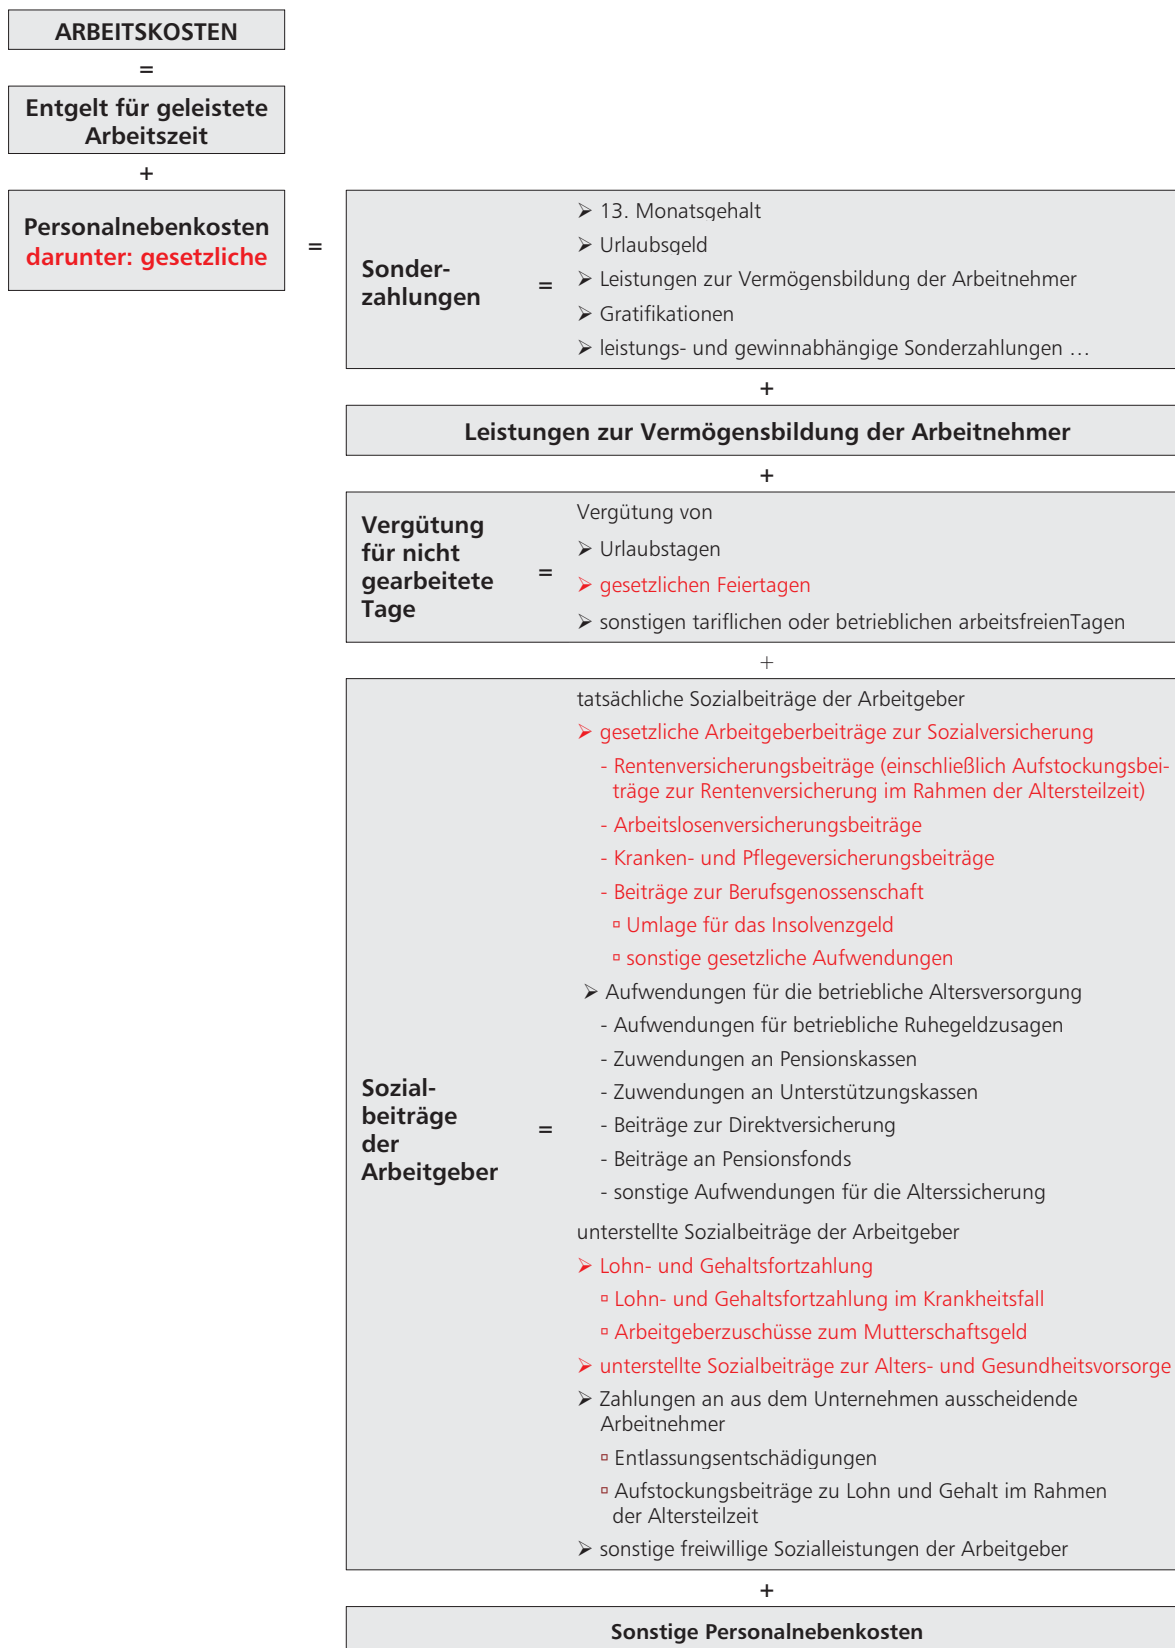 ARBEITSKOSTEN
=
Entgelt für geleistete
Arbeitszeit
+
Personalnebenkosten
darunter: gesetzliche
=
Sonder-
zahlungen
=
➢ 13. Monatsgehalt
➢ Urlaubsgeld
➢ Leistungen zur Vermögensbildung der Arbeitnehmer
➢ Gratifikationen
➢ leistungs- und gewinnabhängige Sonderzahlungen …
+
Leistungen zur Vermögensbildung der Arbeitnehmer
+
Vergütung
für nicht
gearbeitete
Tage
=
Vergütung von
➢ Urlaubstagen
➢ gesetzlichen Feiertagen
➢ sonstigen tariflichen oder betrieblichen arbeitsfreienTagen
+
Sozial-
beiträge
der
Arbeitgeber
=
tatsächliche Sozialbeiträge der Arbeitgeber
➢ gesetzliche Arbeitgeberbeiträge zur Sozialversicherung
- Rentenversicherungsbeiträge (einschließlich Aufstockungsbei-
träge zur Rentenversicherung im Rahmen der Altersteilzeit)
- Arbeitslosenversicherungsbeiträge
- Kranken- und Pflegeversicherungsbeiträge
- Beiträge zur Berufsgenossenschaft
▫ Umlage für das Insolvenzgeld
▫ sonstige gesetzliche Aufwendungen
➢ Aufwendungen für die betriebliche Altersversorgung
- Aufwendungen für betriebliche Ruhegeldzusagen
- Zuwendungen an Pensionskassen
- Zuwendungen an Unterstützungskassen
- Beiträge zur Direktversicherung
- Beiträge an Pensionsfonds
- sonstige Aufwendungen für die Alterssicherung
unterstellte Sozialbeiträge der Arbeitgeber
➢ Lohn- und Gehaltsfortzahlung
▫ Lohn- und Gehaltsfortzahlung im Krankheitsfall
▫ Arbeitgeberzuschüsse zum Mutterschaftsgeld
➢ unterstellte Sozialbeiträge zur Alters- und Gesundheitsvorsorge
➢ Zahlungen an aus dem Unternehmen ausscheidende
Arbeitnehmer
▫ Entlassungsentschädigungen
▫ Aufstockungsbeiträge zu Lohn und Gehalt im Rahmen
der Altersteilzeit
➢ sonstige freiwillige Sozialleistungen der Arbeitgeber
+
Sonstige Personalnebenkosten